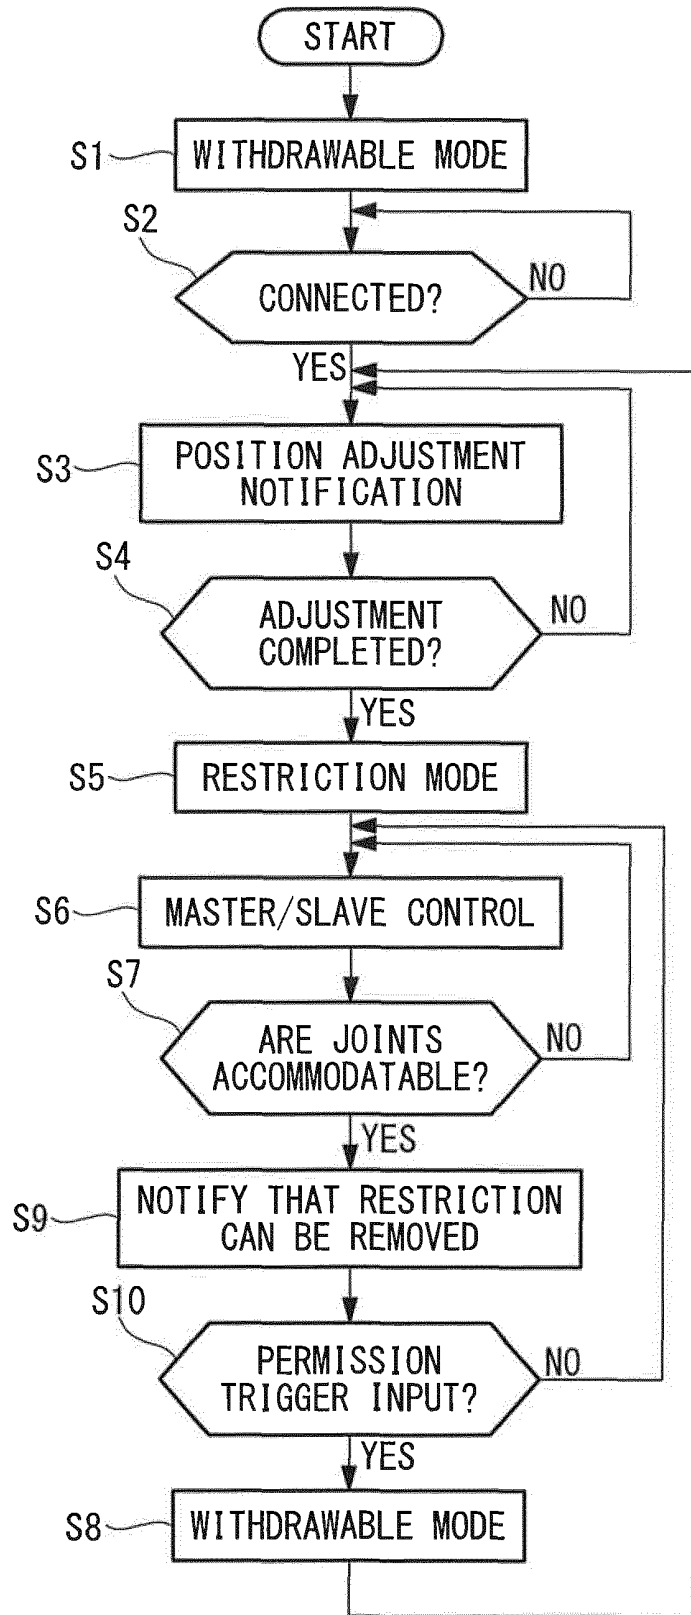 START
S1
WITHDRAWABLE MODE
S2
CONNECTED?
NO
YES
S3
POSITION ADJUSTMENT
NOTIFICATION
S4
ADJUSTMENT
COMPLETED?
NO
YES
S5
RESTRICTION MODE
S6
MASTER/SLAVE CONTROL
S7
ARE JOINTS
ACCOMMODATABLE?
NO
YES
S9
NOTIFY THAT RESTRICTION
CAN BE REMOVED
S10
PERMISSION
TRIGGER INPUT?
NO
YES
S8
WITHDRAWABLE MODE